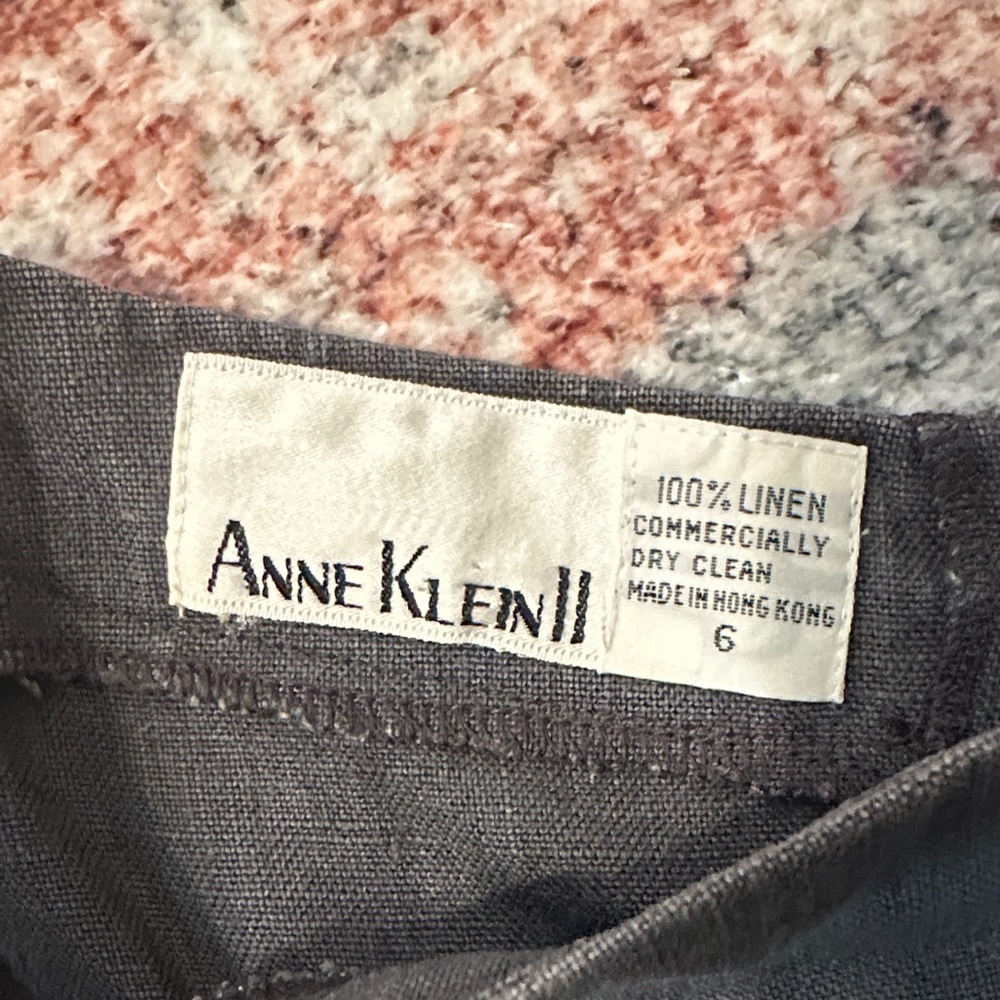 ANNE KLEIN II
100% LINEN
COMMERCIALLY
DRY CLEAN
MADE IN HONG KONG
6